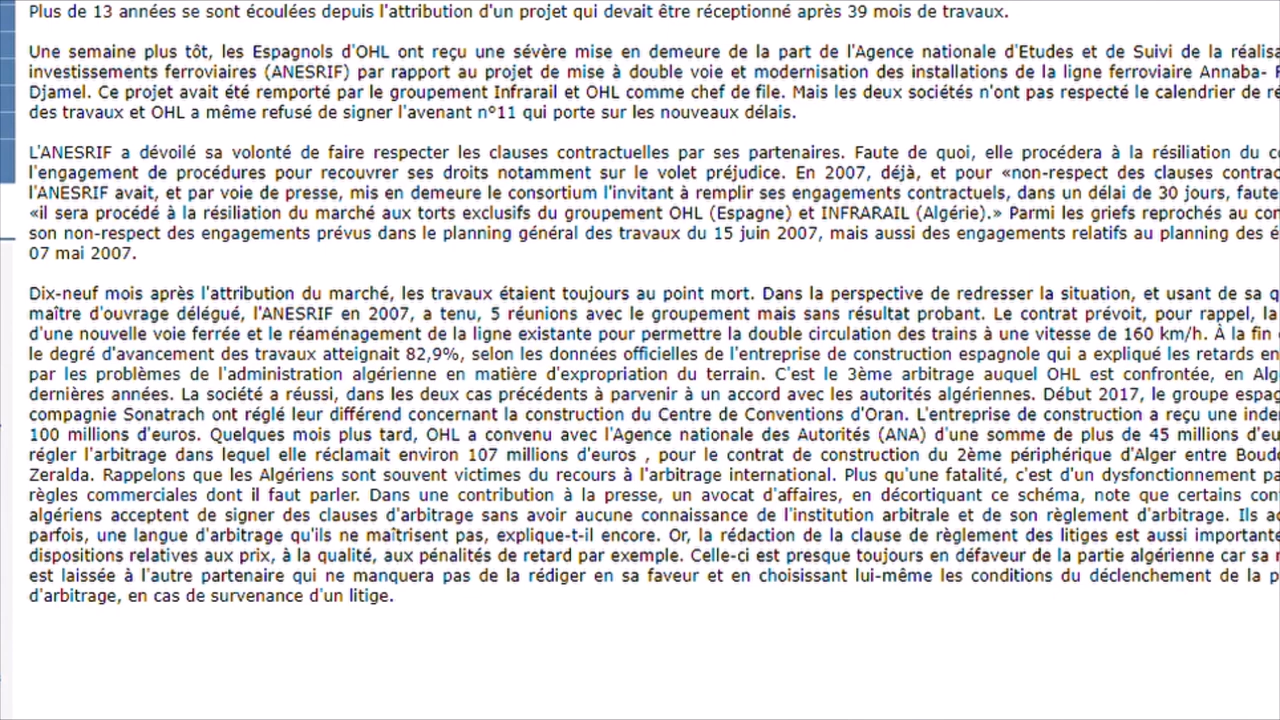 Plus de 13 années se sont écoulées depuis l'attribution d'un projet qui devait être réceptionné après 39 mois de travaux.
Une semaine plus tôt, les Espagnols d'OHL ont reçu une sévère mise en demeure de la part de l'Agence nationale d'Etudes et de Suivi de la
investissements ferroviaires (ANESRIF) par rapport au projet de mise à double voie et modernisation des installations de la ligne ferroviaire Annaba-
Djamel. Ce projet avait été remporté par le groupement Infrarail et OHL comme chef de file. Mais les deux sociétés n'ont pas respecté le calendrier de
des travaux et OHL a même refusé de signer l'avenant n°11 qui porte sur les nouveaux délais.
L'ANESRIF a dévoilé sa volonté de faire respecter les clauses contractuelles par ses partenaires. Faute de quoi, elle procédera à la résiliation du
l'engagement de procédures pour recouvrer ses droits notamment sur le volet préjudice. En 2007, déjà, et pour «non-respect des clauses
l'ANESRIF avait, et par voie de presse, mis en demeure le consortium l'invitant à remplir ses engagements contractuels, dans un délai de 30 jours, faute
«il sera procédé à la résiliation du marché aux torts exclusifs du groupement OHL (Espagne) et INFRARAIL (Algérie).» Parmi les griefs reprochés au
son non-respect des engagements prévus dans le planning général des travaux du 15 juin 2007, mais aussi des engagements relatifs au planning des
07 mai 2007.
Dix-neuf mois après l'attribution du marché, les travaux étaient toujours au point mort. Dans la perspective de redresser la situation, et usant de sa
maître d'ouvrage délégué, l'ANESRIF en 2007, a tenu, 5 réunions avec le groupement mais sans résultat probant. Le contrat prévoit, pour rappel, la
d'une nouvelle voie ferrée et le réaménagement de la ligne existante pour permettre la double circulation des trains à une vitesse de 160 km/h. À la fin
le degré d'avancement des travaux atteignait 82,9%, selon les données officielles de l'entreprise de construction espagnole qui a expliqué les retards en
par les problèmes de l'administration algérienne en matière d'expropriation du terrain. C'est le 3ème arbitrage auquel OHL est confrontée, en
dernières années. La société a réussi, dans les deux cas précédents à parvenir à un accord avec les autorités algériennes. Début 2017, le groupe
compagnie Sonatrach ont réglé leur différend concernant la construction du Centre de Conventions d'Oran. L'entreprise de construction a reçu une
100 millions d'euros. Quelques mois plus tard, OHL a convenu avec l'Agence nationale des Autorités (ANA) d'une somme de plus de 45 millions
régler l'arbitrage dans lequel elle réclamait environ 107 millions d'euros , pour le contrat de construction du 2ème périphérique d'Alger entre
Zeralda. Rappelons que les Algériens sont souvent victimes du recours à l'arbitrage international. Plus qu'une fatalité, c'est d'un dysfonctionnement
règles commerciales dont il faut parler. Dans une contribution à la presse, un avocat d'affaires, en décortiquant ce schéma, note que certains
algériens acceptent de signer des clauses d'arbitrage sans avoir aucune connaissance de l'institution arbitrale et de son règlement d'arbitrage. Ils
parfois, une langue d'arbitrage qu'ils ne maîtrisent pas, explique-t-il encore. Or, la rédaction de la clause de règlement des litiges est aussi importante
dispositions relatives aux prix, à la qualité, aux pénalités de retard par exemple. Celle-ci est presque toujours en défaveur de la partie algérienne car sa
est laissée à l'autre partenaire qui ne manquera pas de la rédiger en sa faveur et en choisissant lui-même les conditions du déclenchement de la
d'arbitrage, en cas de survenance d'un litige.